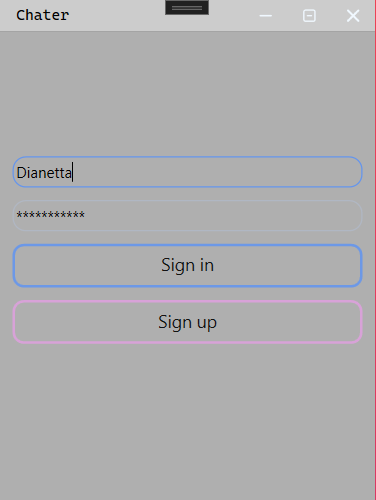 Chater
Dianetta
***********
Sign in
Sign up